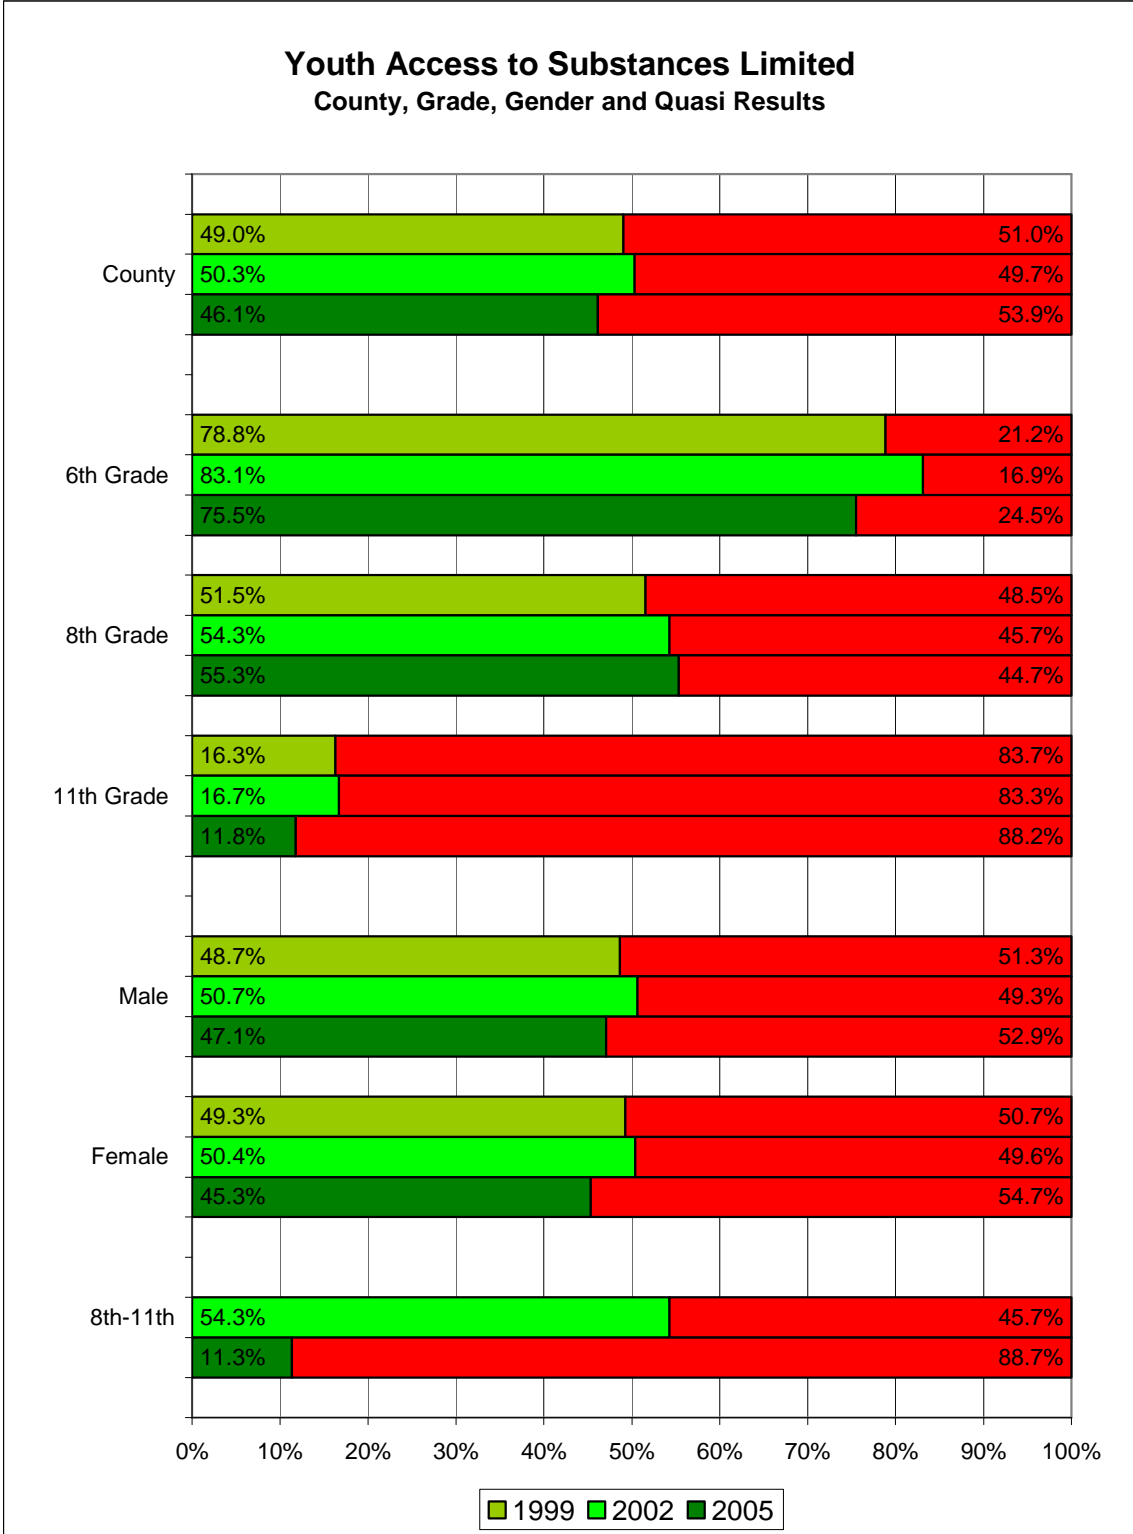 Youth Access to Substances Limited
County, Grade, Gender and Quasi Results
49.0% 51.0%
County 50.3% 49.7%
46.1% 53.9%
78.8% 21.2%
6th Grade 83.1% 16.9%
75.5% 24.5%
51.5% 48.5%
8th Grade 54.3% 45.7%
55.3% 44.7%
16.3% 83.7%
11th Grade 16.7% 83.3%
11.8% 88.2%
48.7% 51.3%
Male 50.7% 49.3%
47.1% 52.9%
49.3% 50.7%
Female 50.4% 49.6%
45.3% 54.7%
8th-11th 54.3% 45.7%
11.3% 88.7%
0% 10% 20% 30% 40% 50% 60% 70% 80% 90% 100%
1999 2002 2005